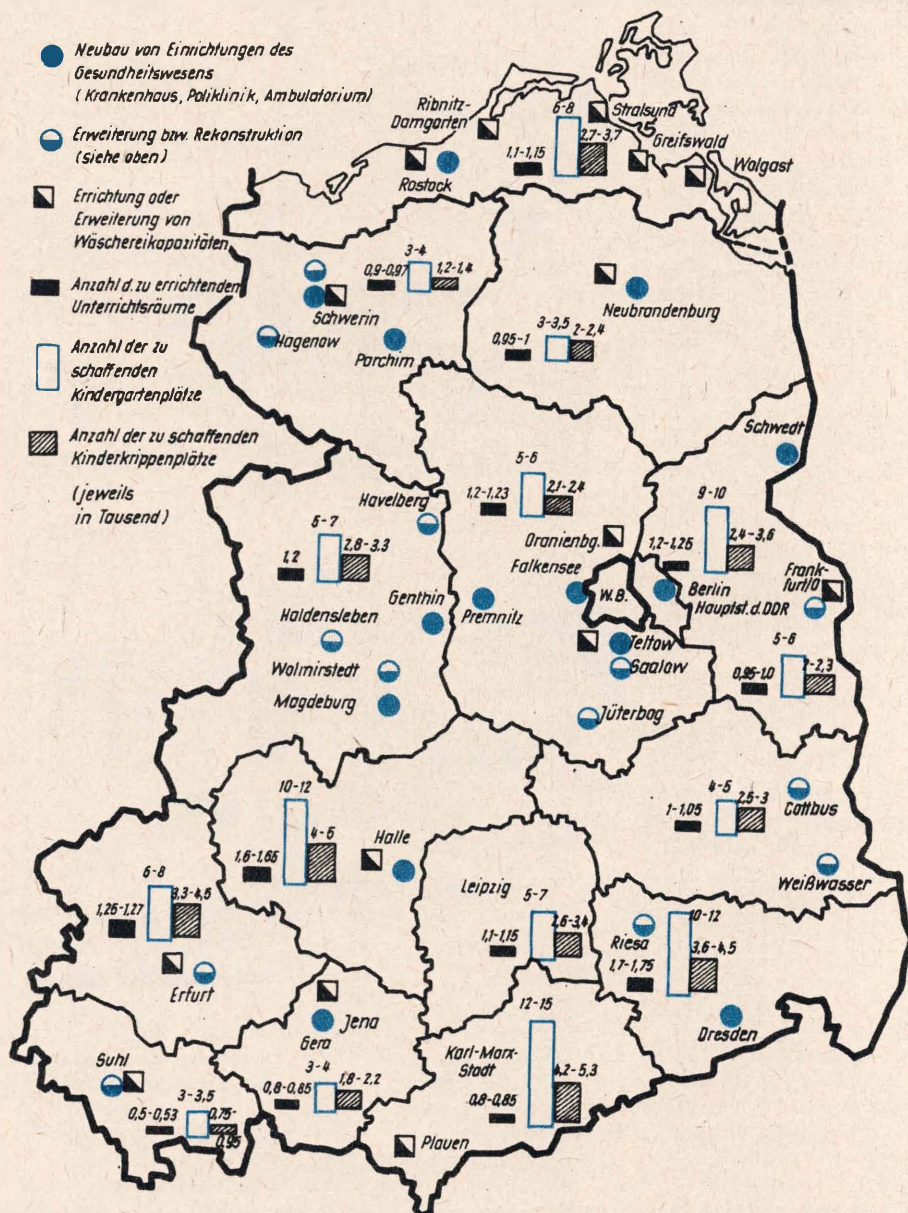 Neubau von Einrichtungen des
Gesundheitswesens
(Krankenhaus, Poliklinik, Ambulatorium)
Erweiterung bzw. Rekonstruktion
(siehe oben)
Errichtung oder
Erweiterung von
Wäschereikapazitäten
Anzahl d. zu errichtenden
Unterrichtsräume
Anzahl der zu
schaffenden
Kindergartenplätze
Anzahl der zu schaffenden
Kinderkrippenplätze
(jeweils
in Tausend)
Ribnitz-
Damgarten
Stralsund
Greifswald
Wolgast
Rostock
6-8
2,7-3,7
1,1-1,15
3-4
0,9-0,97
1,2-1,4
Schwerin
Hagenow
Parchim
Neubrandenburg
3-3,5
0,95-1
2-2,4
Schwedt
5-6
2,1-2,4
1,2-1,23
Oranienbg.
Falkensee
Premnitz
W.B.
Teltow
Saalow
Jüterbog
9-10
2,4-3,6
1,2-1,25
Berlin
Hauptst.d.DDR
Frank-
furt/O
5-6
0,95-1,0
2-2,3
Havelberg
6-7
2,8-3,3
1,2
Genthin
Haldensleben
Wolmirstedt
Magdeburg
4-5
2,5-3
1-1,05
Cottbus
Weißwasser
10-12
4-5
1,6-1,65
Halle
Leipzig
5-7
2,6-3,4
1,1-1,15
10-12
Riesa
3,6-4,5
1,7-1,75
Dresden
6-8
3,3-4,5
1,25-1,27
Erfurt
Jena
Gera
3-4
0,8-0,85
1,8-2,2
Suhl
3-3,5
0,5-0,53
0,75-
0,95
12-15
Karl-Marx-
Stadt
4,2-5,3
0,8-0,85
Plauen